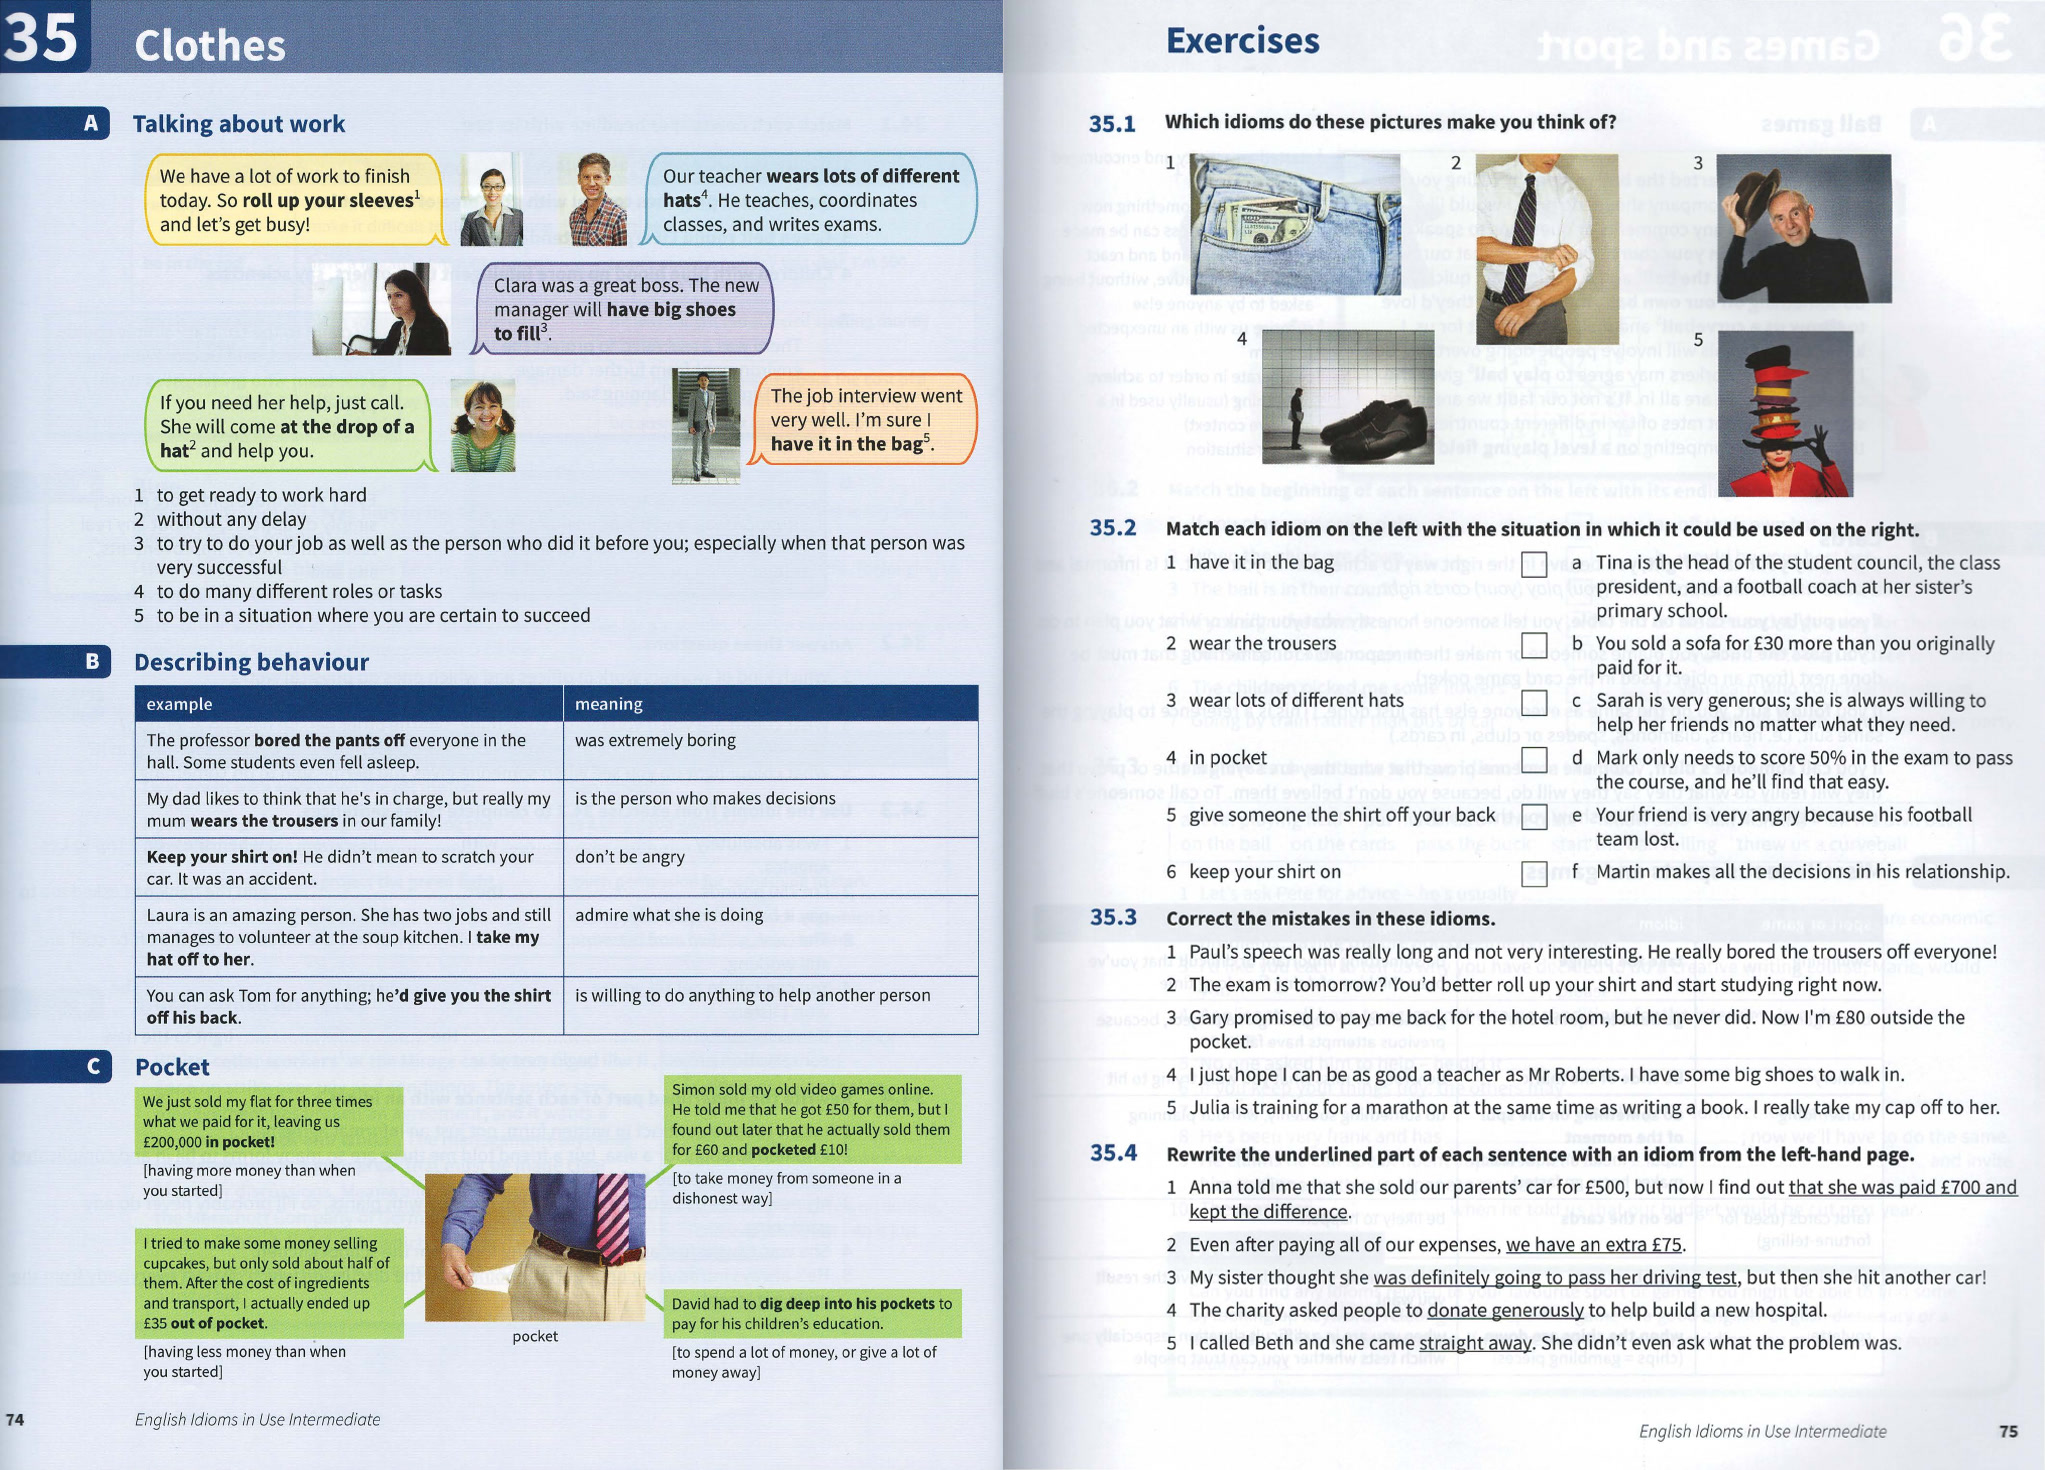 35 Clothes
A Talking about work
We have a lot of work to finish
today. So roll up your sleeves1
and let's get busy!
Our teacher wears lots of different
hats4. He teaches, coordinates
classes, and writes exams.
Clara was a great boss. The new
manager will have big shoes
to fill3.
If you need her help, just call.
She will come at the drop of a
hat2 and help you.
The job interview went
very well. I'm sure I
have it in the bag5.
1 to get ready to work hard
2 without any delay
3 to try to do your job as well as the person who did it before you; especially when that person was
very successful
4 to do many different roles or tasks
5 to be in a situation where you are certain to succeed
B Describing behaviour
example meaning
The professor bored the pants off everyone in the
hall. Some students even fell asleep.
was extremely boring
My dad likes to think that he's in charge, but really my
mum wears the trousers in our family!
is the person who makes decisions
Keep your shirt on! He didn't mean to scratch your
car. It was an accident.
don't be angry
Laura is an amazing person. She has two jobs and still
manages to volunteer at the soup kitchen. I take my
hat off to her.
admire what she is doing
You can ask Tom for anything; he'd give you the shirt
off his back.
is willing to do anything to help another person
C Pocket
We just sold my flat for three times
what we paid for it, leaving us
£200,000 in pocket!
[having more money than when
you started]
Simon sold my old video games online.
He told me that he got £50 for them, but I
found out later that he actually sold them
for £60 and pocketed £10!
[to take money from someone in a
dishonest way]
I tried to make some money selling
cupcakes, but only sold about half of
them. After the cost of ingredients
and transport, I actually ended up
£35 out of pocket.
[having less money than when
you started]
pocket
David had to dig deep into his pockets to
pay for his children's education.
[to spend a lot of money, or give a lot of
money away]
74 English Idioms in Use Intermediate
Exercises
35.1 Which idioms do these pictures make you think of?
1
2
3
4
5
35.2 Match each idiom on the left with the situation in which it could be used on the right.
1 have it in the bag
a Tina is the head of the student council, the class
president, and a football coach at her sister's
primary school.
2 wear the trousers
b You sold a sofa for £30 more than you originally
paid for it.
3 wear lots of different hats
c Sarah is very generous; she is always willing to
help her friends no matter what they need.
4 in pocket
d Mark only needs to score 50% in the exam to pass
the course, and he'll find that easy.
5 give someone the shirt off your back
e Your friend is very angry because his football
team lost.
6 keep your shirt on
f Martin makes all the decisions in his relationship.
35.3 Correct the mistakes in these idioms.
1 Paul's speech was really long and not very interesting. He really bored the trousers off everyone!
2 The exam is tomorrow? You'd better roll up your shirt and start studying right now.
3 Gary promised to pay me back for the hotel room, but he never did. Now I'm £80 outside the
pocket.
4 I just hope I can be as good a teacher as Mr Roberts. I have some big shoes to walk in.
5 Julia is training for a marathon at the same time as writing a book. I really take my cap off to her.
35.4 Rewrite the underlined part of each sentence with an idiom from the left-hand page.
1 Anna told me that she sold our parents' car for £500, but now I find out that she was paid £700 and
kept the difference.
2 Even after paying all of our expenses, we have an extra £75.
3 My sister thought she was definitely going to pass her driving test, but then she hit another car!
4 The charity asked people to donate generously to help build a new hospital.
5 I called Beth and she came straight away. She didn't even ask what the problem was.
English Idioms in Use Intermediate 75